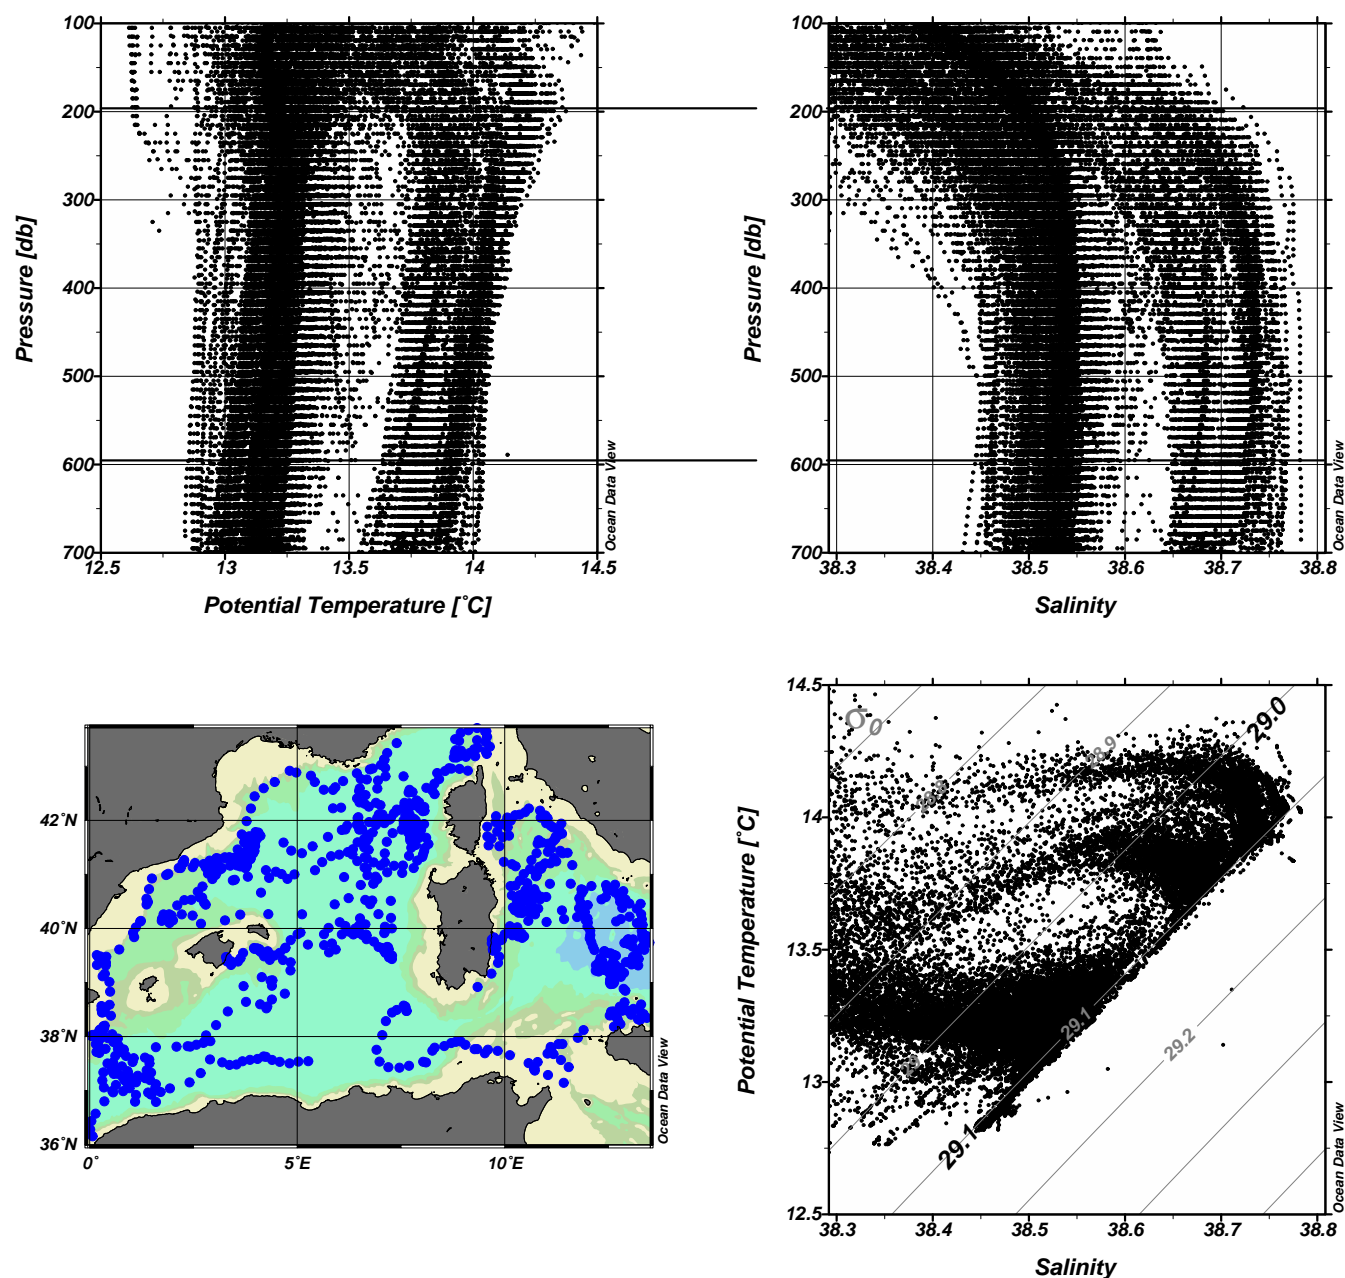 100
200
300
400
500
600
700
12.5
13
13.5
14
14.5
Pressure [db]
Potential Temperature [˚C]
Ocean Data View
100
200
300
400
500
600
700
38.3
38.4
38.5
38.6
38.7
38.8
Pressure [db]
Salinity
Ocean Data View
42˚N
40˚N
38˚N
36˚N
0˚
5˚E
10˚E
Ocean Data View
14.5
14
13.5
13
12.5
38.3
38.4
38.5
38.6
38.7
38.8
Potential Temperature [˚C]
Salinity
σ0
28.8
28.9
29.0
29
29.1
29.2
29.1
Ocean Data View